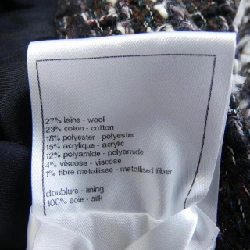 27% laine - wool
23% coton - cotton
18% polyester - polyester
15% acrylique - acrylic
12% polyamide - polyamide
4% viscose - viscose
1% fibre metallisee - metallised fiber
doublure - lining
100% soie - silk